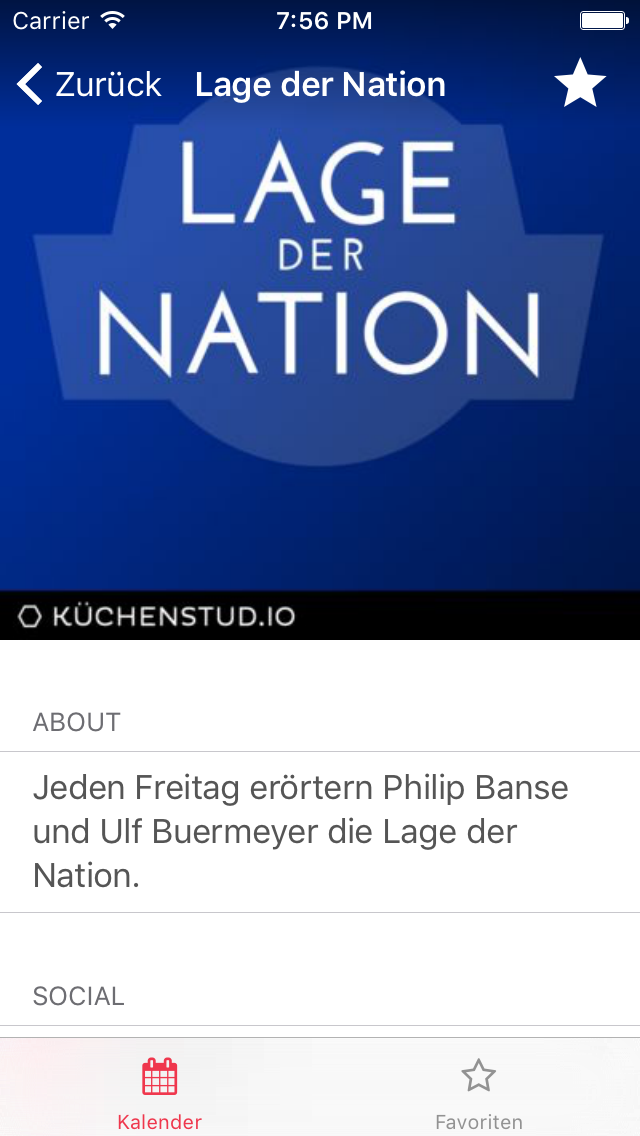 Carrier 7:56 PM
Zurück Lage der Nation
LAGE
DER
NATION
KÜCHENSTUD.IO
ABOUT
Jeden Freitag erörtern Philip Banse
und Ulf Buermeyer die Lage der
Nation.
SOCIAL
Kalender Favoriten